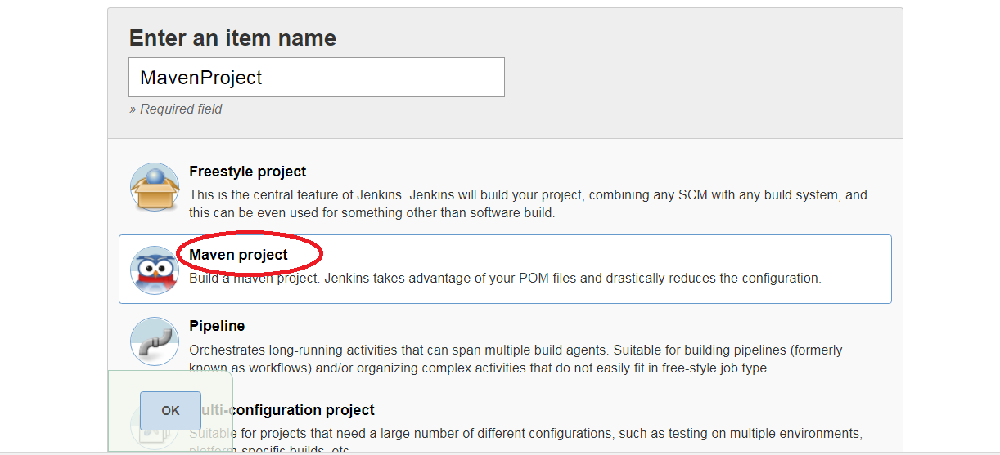 Enter an item name
MavenProject
» Required field
Freestyle project
This is the central feature of Jenkins. Jenkins will build your project, combining any SCM with any build system, and
this can be even used for something other than software build.
Maven project
Build a maven project. Jenkins takes advantage of your POM files and drastically reduces the configuration.
Pipeline
Orchestrates long-running activities that can span multiple build agents. Suitable for building pipelines (formerly
known as workflows) and/or organizing complex activities that do not easily fit in free-style job type.
OK
Multi-configuration project
Suitable for projects that need a large number of different configurations, such as testing on multiple environments,
platform-specific builds, etc.